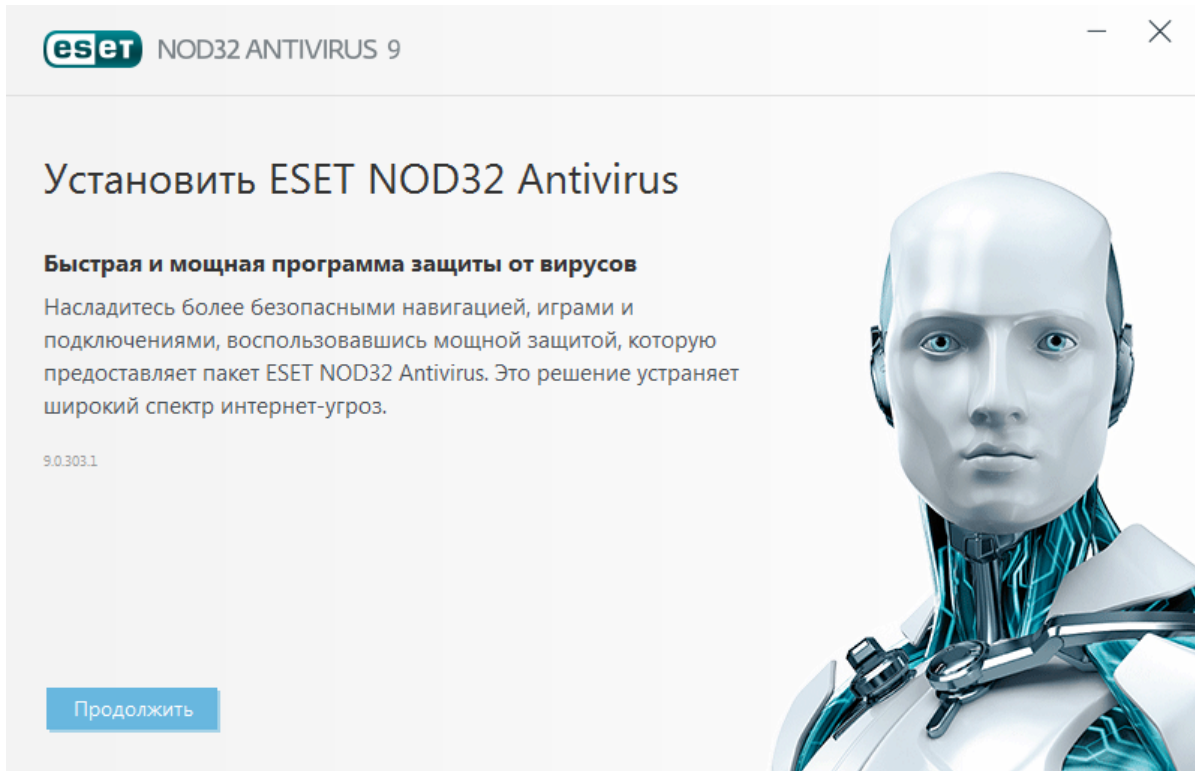 eset NOD32 ANTIVIRUS 9
Установить ESET NOD32 Antivirus
Быстрая и мощная программа защиты от вирусов
Насладитесь более безопасными навигацией, играми и
подключениями, воспользовавшись мощной защитой, которую
предоставляет пакет ESET NOD32 Antivirus. Это решение устраняет
широкий спектр интернет-угроз.
9.0.303.1
Продолжить